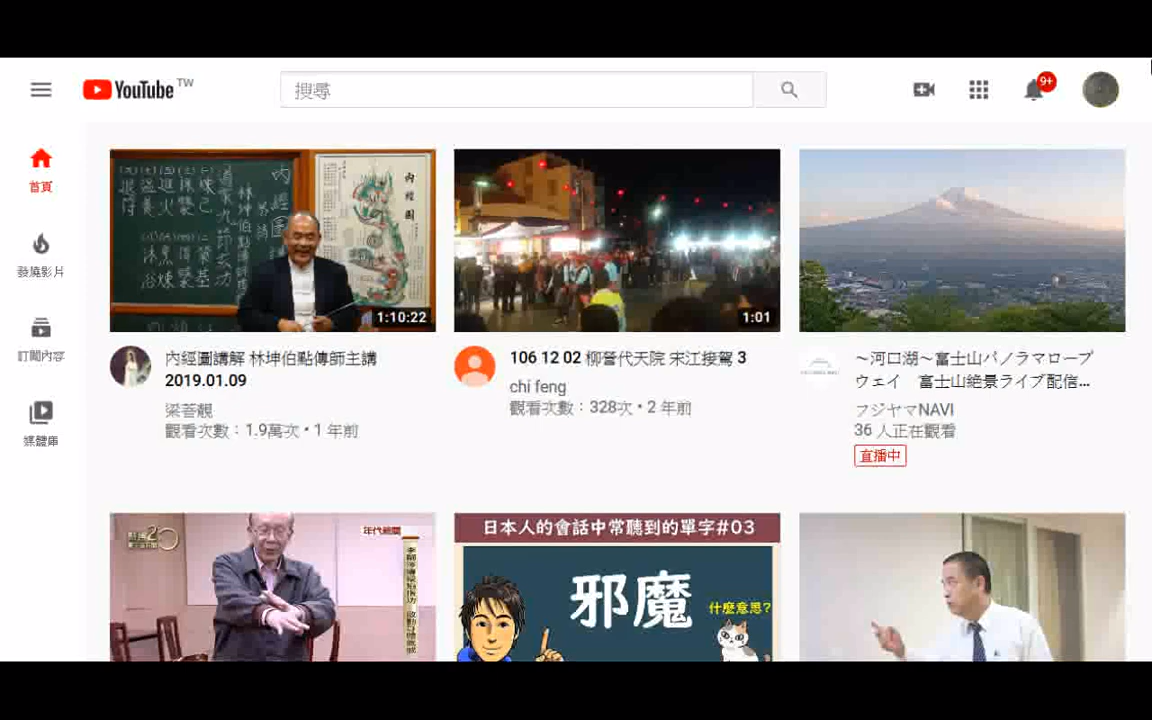 YouTube TW
搜尋
9+
首頁
發燒影片
訂閱內容
媒體庫
內經圖
1:10:22
1:01
內經圖講解 林坤伯點傳師主講
2019.01.09
梁菩靚
觀看次數：1.9萬次 • 1 年前
106 12 02 柳營代天院 宋江接駕 3
chi feng
觀看次數：328次 • 2 年前
～河口湖～富士山パノラマロープ
ウェイ 富士山絶景ライブ配信...
フジヤマNAVI
36 人正在觀看
直播中
年代新聞
日本人的會話中常聽到的單字#03
邪魔
什麼意思?